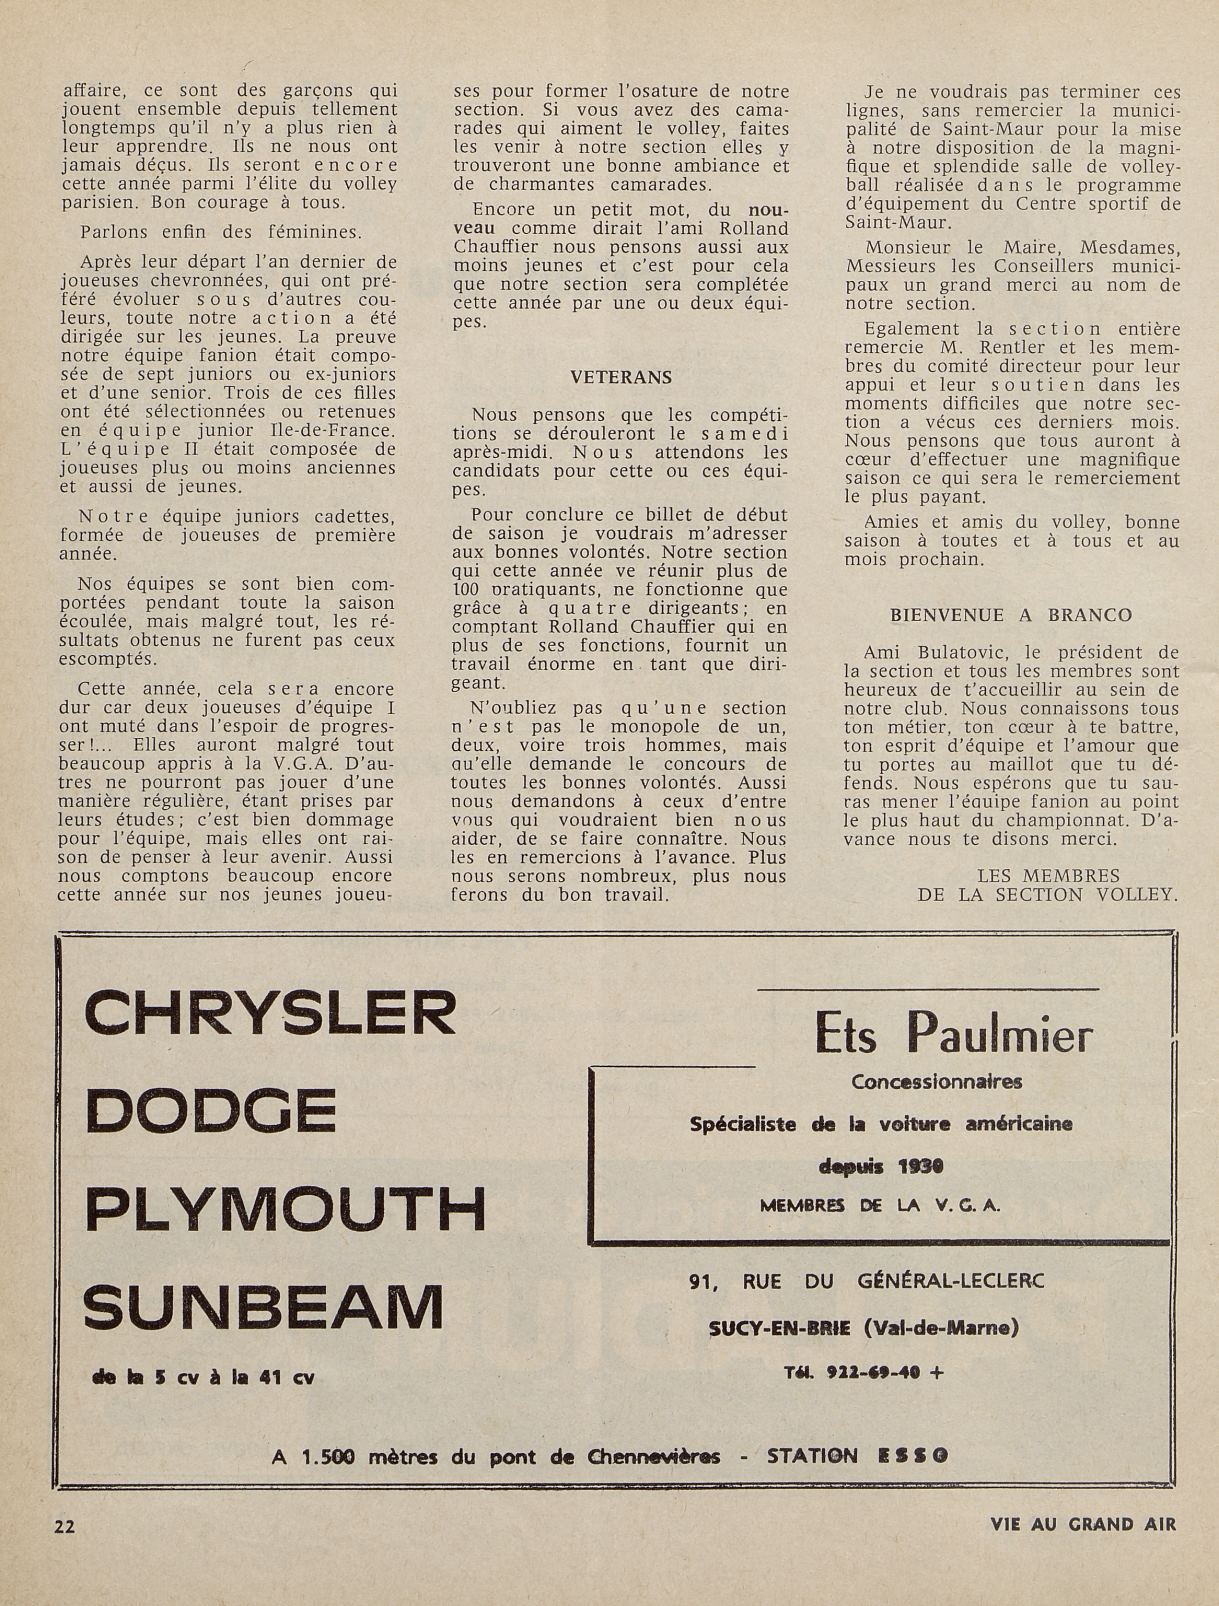 affaire, ce sont des garçons qui
jouent ensemble depuis tellement
longtemps qu'il n'y a plus rien à
leur apprendre. Ils ne nous ont
jamais déçus. Ils seront encore
cette année parmi l'élite du volley
parisien. Bon courage à tous.
Parlons enfin des féminines.
Après leur départ l'an dernier de
joueuses chevronnées, qui ont pré-
féré évoluer sous d'autres cou-
leurs, toute notre action a été
dirigée sur les jeunes. La preuve
notre équipe fanion était compo-
sée de sept juniors ou ex-juniors
et d'une senior. Trois de ces filles
ont été sélectionnées ou retenues
en équipe junior Ile-de-France.
L'équipe II était composée de
joueuses plus ou moins anciennes
et aussi de jeunes.
Notre équipe juniors cadettes,
formée de joueuses de première
année.
Nos équipes se sont bien com-
portées pendant toute la saison
écoulée, mais malgré tout, les ré-
sultats obtenus ne furent pas ceux
escomptés.
Cette année, cela sera encore
dur car deux joueuses d'équipe I
ont muté dans l'espoir de progres-
ser !... Elles auront malgré tout
beaucoup appris à la V.G.A. D'au-
tres ne pourront pas jouer d'une
manière régulière, étant prises par
leurs études ; c'est bien dommage
pour l'équipe, mais elles ont rai-
son de penser à leur avenir. Aussi
nous comptons beaucoup encore
cette année sur nos jeunes joueu-
ses pour former l'osature de notre
section. Si vous avez des cama-
rades qui aiment le volley, faites
les venir à notre section elles y
trouveront une bonne ambiance et
de charmantes camarades.
Encore un petit mot, du nou-
veau comme dirait l'ami Rolland
Chauffier nous pensons aussi aux
moins jeunes et c'est pour cela
que notre section sera complétée
cette année par une ou deux équi-
pes.
VETERANS
Nous pensons que les compéti-
tions se dérouleront le samedi
après-midi. Nous attendons les
candidats pour cette ou ces équi-
pes.
Pour conclure ce billet de début
de saison je voudrais m'adresser
aux bonnes volontés. Notre section
qui cette année ve réunir plus de
100 pratiquants, ne fonctionne que
grâce à quatre dirigeants ; en
comptant Rolland Chauffier qui en
plus de ses fonctions, fournit un
travail énorme en tant que diri-
geant.
N'oubliez pas qu'une section
n'est pas le monopole de un,
deux, voire trois hommes, mais
qu'elle demande le concours de
toutes les bonnes volontés. Aussi
nous demandons à ceux d'entre
vous qui voudraient bien nous
aider, de se faire connaître. Nous
les en remercions à l'avance. Plus
nous serons nombreux, plus nous
ferons du bon travail.
Je ne voudrais pas terminer ces
lignes, sans remercier la munici-
palité de Saint-Maur pour la mise
à notre disposition de la magni-
fique et splendide salle de volley-
ball réalisée dans le programme
d'équipement du Centre sportif de
Saint-Maur.
Monsieur le Maire, Mesdames,
Messieurs les Conseillers munici-
paux un grand merci au nom de
notre section.
Egalement la section entière
remercie M. Rentler et les mem-
bres du comité directeur pour leur
appui et leur soutien dans les
moments difficiles que notre sec-
tion a vécus ces derniers mois.
Nous pensons que tous auront à
cœur d'effectuer une magnifique
saison ce qui sera le remerciement
le plus payant.
Amies et amis du volley, bonne
saison à toutes et à tous et au
mois prochain.
BIENVENUE A BRANCO
Ami Bulatovic, le président de
la section et tous les membres sont
heureux de t'accueillir au sein de
notre club. Nous connaissons tous
ton métier, ton cœur à te battre,
ton esprit d'équipe et l'amour que
tu portes au maillot que tu dé-
fends. Nous espérons que tu sau-
ras mener l'équipe fanion au point
le plus haut du championnat. D'a-
vance nous te disons merci.
LES MEMBRES
DE LA SECTION VOLLEY.
CHRYSLER
DODGE
PLYMOUTH
SUNBEAM
de la 5 cv à la 41 cv
Ets Paulmier
Concessionnaires
Spécialiste de la voiture américaine
depuis 1930
MEMBRES DE LA V. G. A.
91, RUE DU GÉNÉRAL-LECLERC
SUCY-EN-BRIE (Val-de-Marne)
Tél. 922-69-40 +
A 1.500 mètres du pont de Chennevières - STATION ESSO
22
VIE AU GRAND AIR